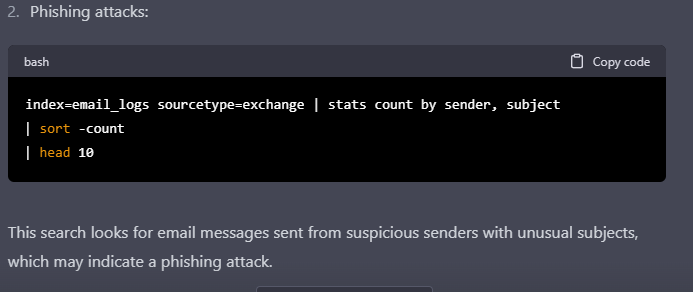 2. Phishing attacks:
bash
Copy code
index=email_logs sourcetype=exchange | stats count by sender, subject
| sort -count
| head 10
This search looks for email messages sent from suspicious senders with unusual subjects,
which may indicate a phishing attack.